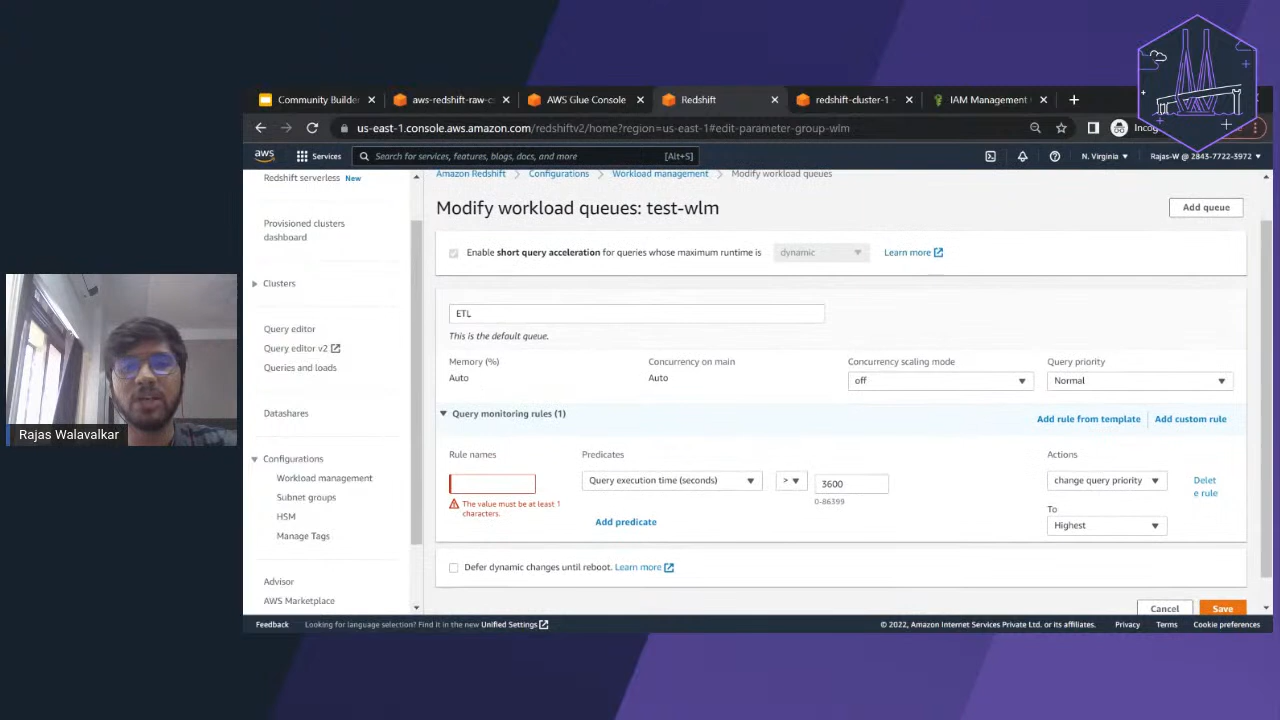 Community Builder
aws-redshift-raw-c
AWS Glue Console
Redshift
redshift-cluster-1
IAM Management
us-east-1.console.aws.amazon.com/redshiftv2/home?region=us-east-1#edit-parameter-group-wlm
aws
Services
Search for services, features, blogs, docs, and more
[Alt+S]
N. Virginia
Rajas-W @ 2843-7722-3972
Redshift serverless New
Provisioned clusters
dashboard
Clusters
Query editor
Query editor v2
Queries and loads
Datashares
Configurations
Workload management
Subnet groups
HSM
Manage Tags
Advisor
AWS Marketplace
Amazon Redshift > Configurations > Workload management > Modify workload queues
Modify workload queues: test-wlm
Add queue
Enable short query acceleration for queries whose maximum runtime is
dynamic
Learn more
ETL
This is the default queue.
Memory (%)
Auto
Concurrency on main
Auto
Concurrency scaling mode
off
Query priority
Normal
Query monitoring rules (1)
Add rule from template
Add custom rule
Rule names
The value must be at least 1
characters.
Predicates
Query execution time (seconds)
>
3600
0-86399
Add predicate
Actions
change query priority
To
Highest
Delet
e rule
Defer dynamic changes until reboot. Learn more
Cancel
Save
Feedback
Looking for language selection? Find it in the new Unified Settings
© 2022, Amazon Internet Services Private Ltd. or its affiliates.
Privacy
Terms
Cookie preferences
Rajas Walavalkar